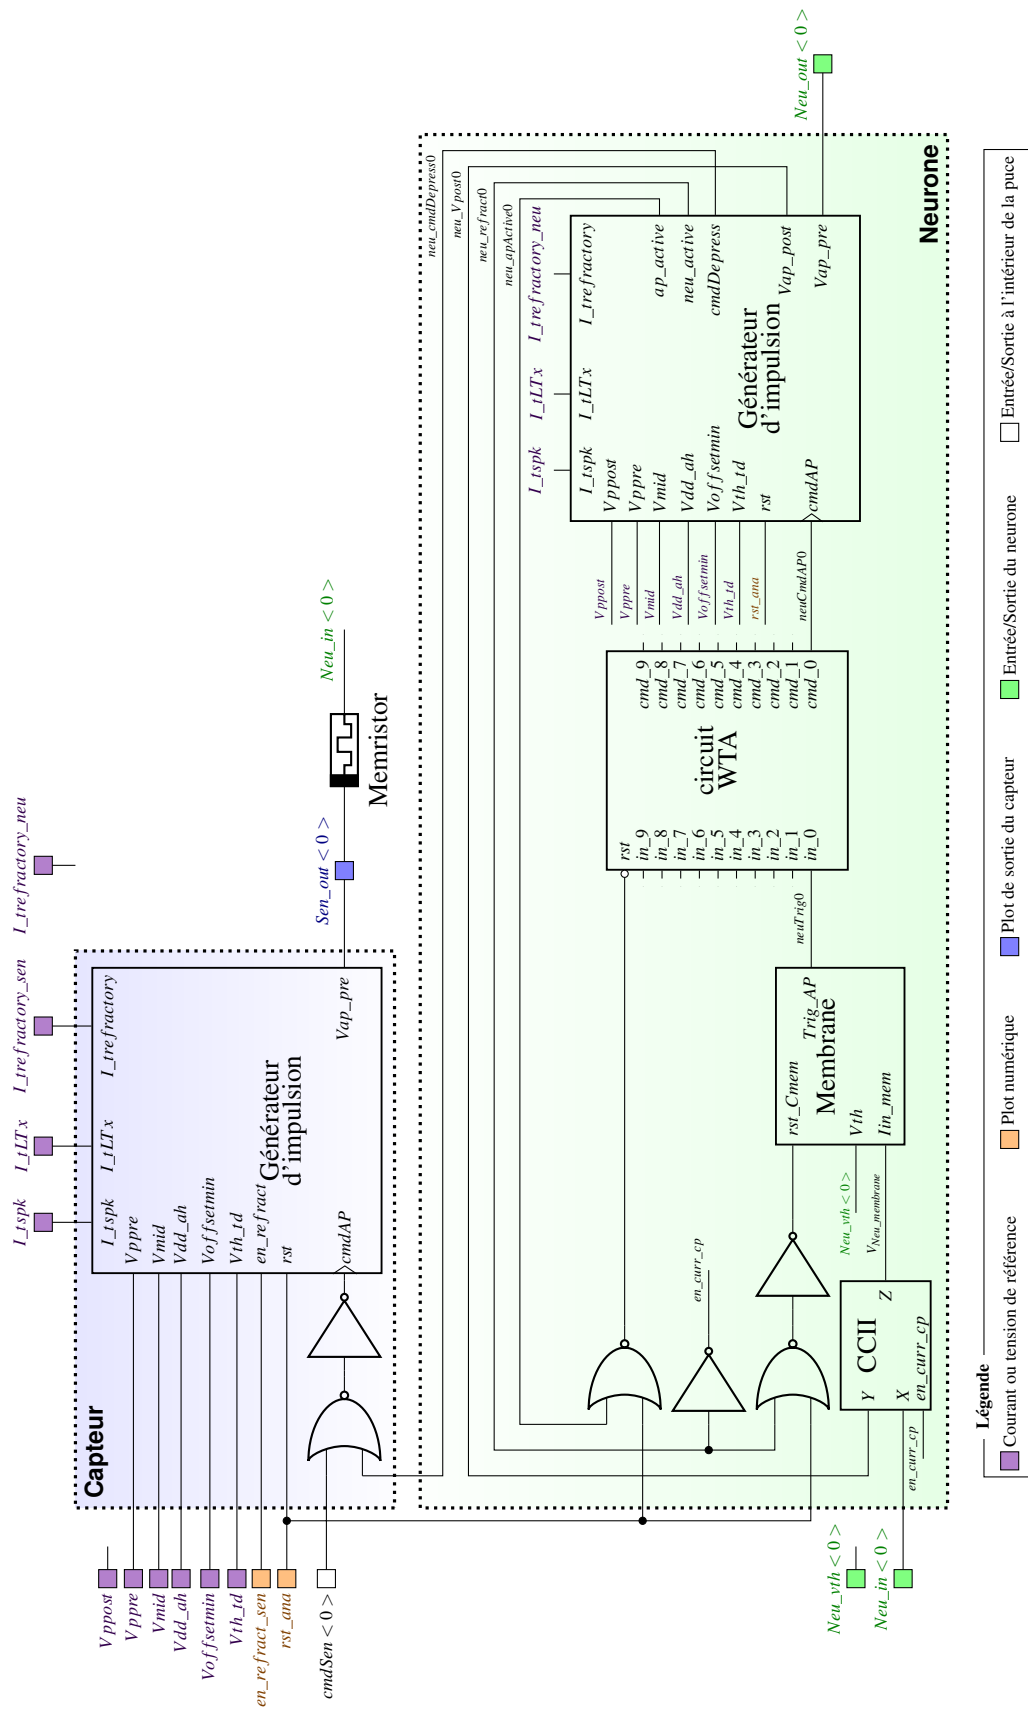 I_tspk
I_tLTx
I_trefractory_sen
I_trefractory_neu
Capteur
Vppost
Vppre
Vmid
Vdd_ah
Voffsetmin
Vth_td
en_refract_sen
rst_ana
cmdSen < 0 >
I_tspk
I_tLTx
I_trefractory
Vppre
Vmid
Vdd_ah
Voffsetmin
Vth_td
en_refract
rst
cmdAP
Générateur
d'impulsion
Vap_pre
Sen_out < 0 >
Memristor
Neu_in < 0 >
neu_cmdDepress0
neu_Vpost0
neu_refract0
neu_apActive0
en_curr_cp
Neu_vth < 0 >
Neu_in < 0 >
en_curr_cp
Y
X
en_curr_cp
CCII
Z
Neu_vth < 0 >
VNeu_membrane
rst_Cmem
Vth
Iin_mem
Trig_AP
Membrane
neuTrig0
rst
in_9
in_8
in_7
in_6
in_5
in_4
in_3
in_2
in_1
in_0
circuit
WTA
cmd_9
cmd_8
cmd_7
cmd_6
cmd_5
cmd_4
cmd_3
cmd_2
cmd_1
cmd_0
Vppost
Vppre
Vmid
Vdd_ah
Voffsetmin
Vth_td
rst_ana
neuCmdAP0
I_tspk
I_tLTx
I_trefractory_neu
I_tspk
I_tLTx
I_trefractory
Vppost
Vppre
Vmid
Vdd_ah
Voffsetmin
Vth_td
rst
cmdAP
Générateur
d'impulsion
ap_active
neu_active
cmdDepress
Vap_post
Vap_pre
Neu_out < 0 >
Neurone
Légende
Courant ou tension de référence
Plot numérique
Plot de sortie du capteur
Entrée/Sortie du neurone
Entrée/Sortie à l'intérieur de la puce